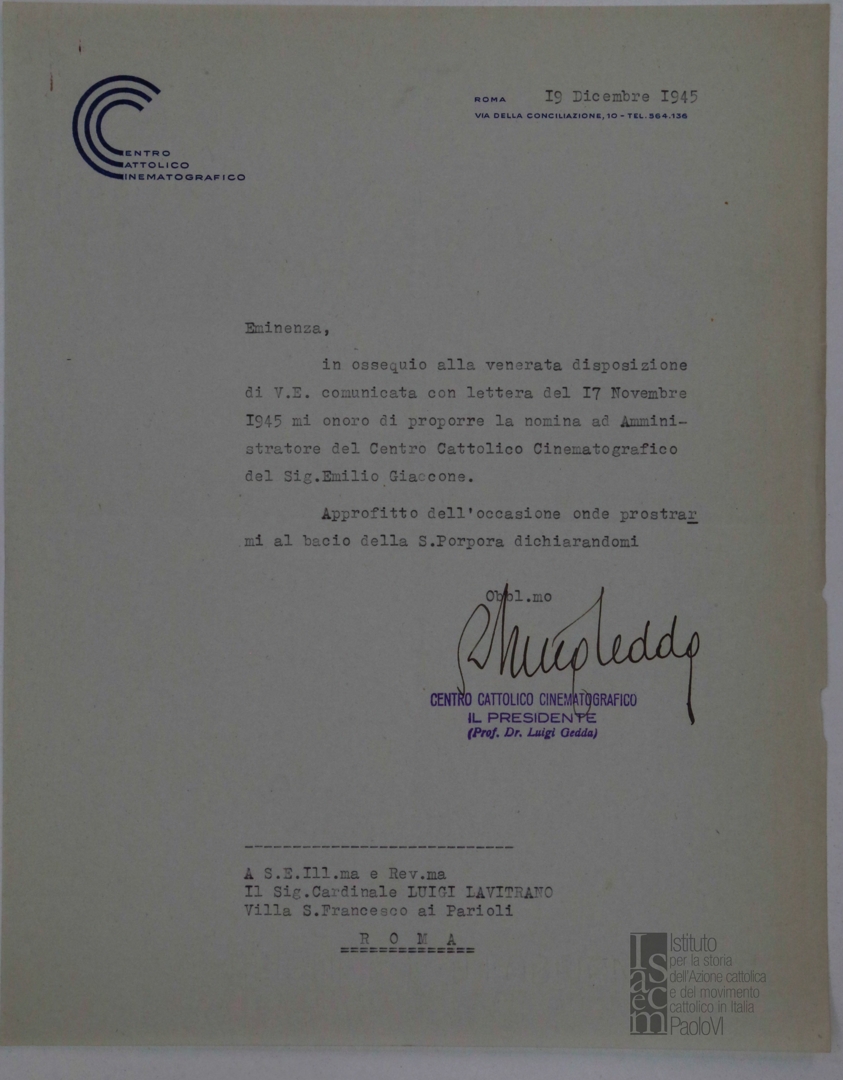 CENTRO
CATTOLICO
CINEMATOGRAFICO
ROMA 19 Dicembre 1945
VIA DELLA CONCILIAZIONE, 10 - TEL. 564.136
Eminenza,
in ossequio alla venerata disposizione
di V.E. comunicata con lettera del 17 Novembre
1945 mi onoro di proporre la nomina ad Ammini-
stratore del Centro Cattolico Cinematografico
del Sig.Emilio Giaccone.
Approfitto dell'occasione onde prostrar
mi al bacio della S.Porpora dichiarandomi
Obbl.mo
Luigi Gedda
CENTRO CATTOLICO CINEMATOGRAFICO
IL PRESIDENTE
(Prof. Dr. Luigi Gedda)
A S.E.Ill.ma e Rev.ma
Il Sig.Cardinale LUIGI LAVITRANO
Villa S.Francesco ai Parioli
R O M A
Isacem
Istituto
per la storia
dell'Azione cattolica
e del movimento
cattolico in Italia
PaoloVI